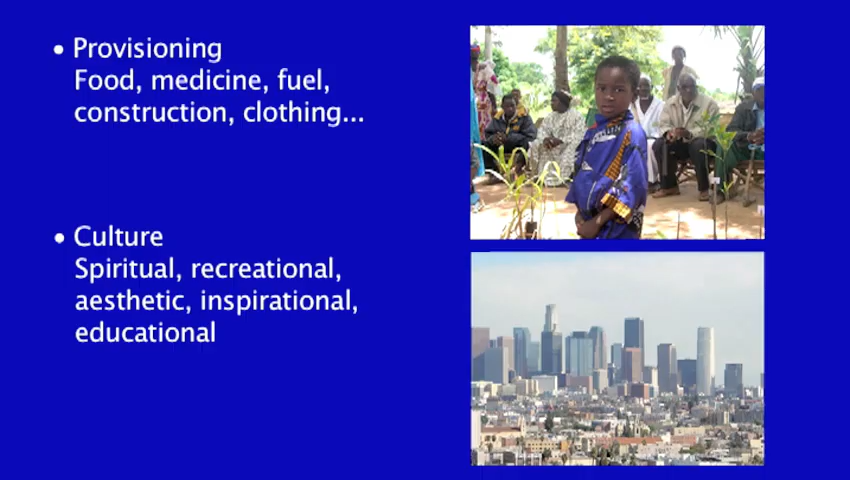 • Provisioning
Food, medicine, fuel,
construction, clothing...
• Culture
Spiritual, recreational,
aesthetic, inspirational,
educational